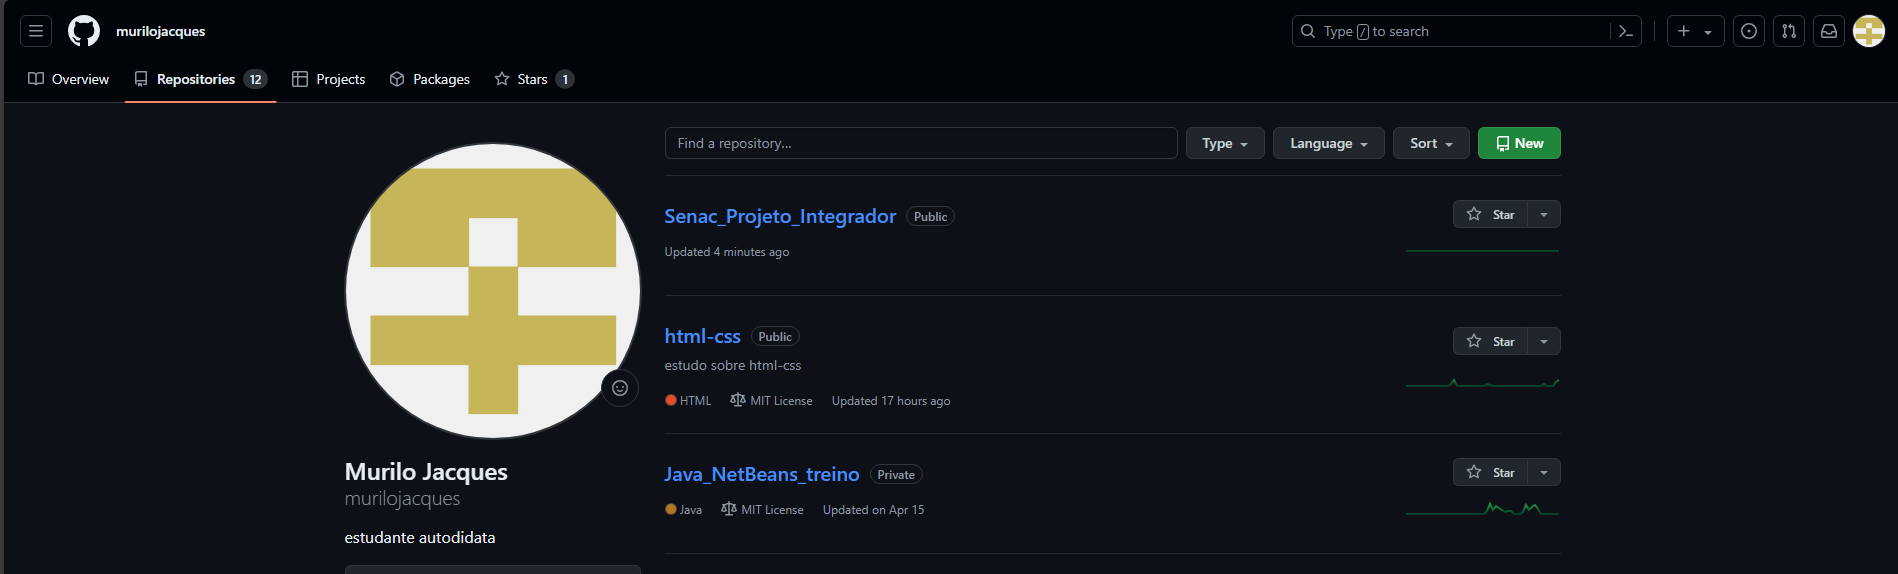 murilojacques
Type / to search
Overview
Repositories 12
Projects
Packages
Stars 1
Find a repository...
Type
Language
Sort
New
Senac_Projeto_Integrador Public
Star
Updated 4 minutes ago
html-css Public
Star
estudo sobre html-css
HTML MIT License Updated 17 hours ago
Java_NetBeans_treino Private
Star
Java MIT License Updated on Apr 15
Murilo Jacques
murilojacques
estudante autodidata